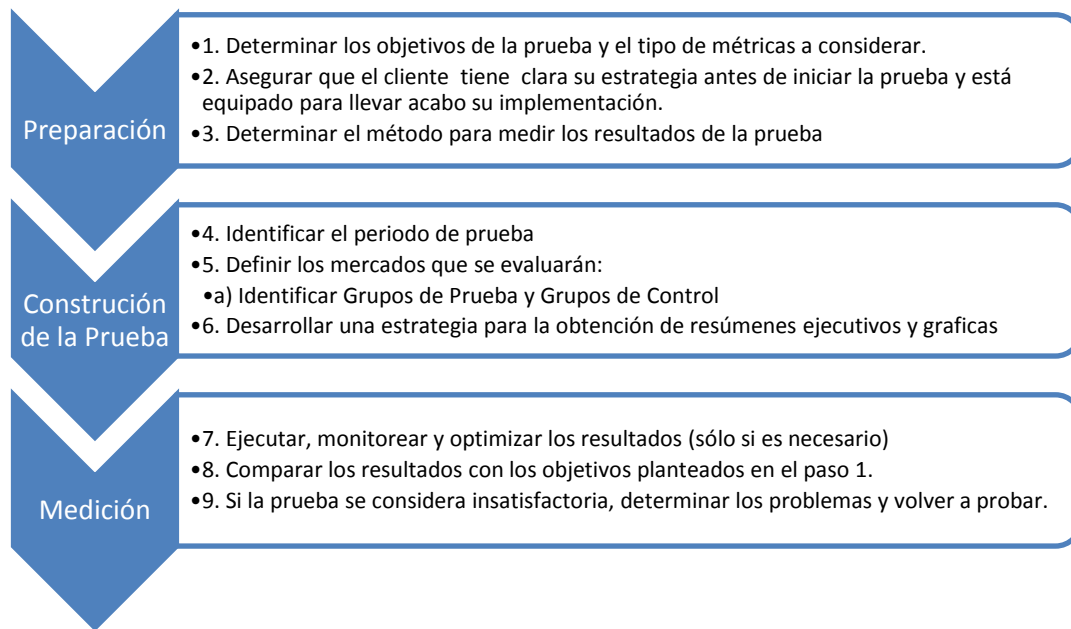 Preparación
•1. Determinar los objetivos de la prueba y el tipo de métricas a considerar.
•2. Asegurar que el cliente tiene clara su estrategia antes de iniciar la prueba y está
equipado para llevar acabo su implementación.
•3. Determinar el método para medir los resultados de la prueba
Construción
de la Prueba
•4. Identificar el periodo de prueba
•5. Definir los mercados que se evaluarán:
•a) Identificar Grupos de Prueba y Grupos de Control
•6. Desarrollar una estrategia para la obtención de resúmenes ejecutivos y graficas
Medición
•7. Ejecutar, monitorear y optimizar los resultados (sólo si es necesario)
•8. Comparar los resultados con los objetivos planteados en el paso 1.
•9. Si la prueba se considera insatisfactoria, determinar los problemas y volver a probar.